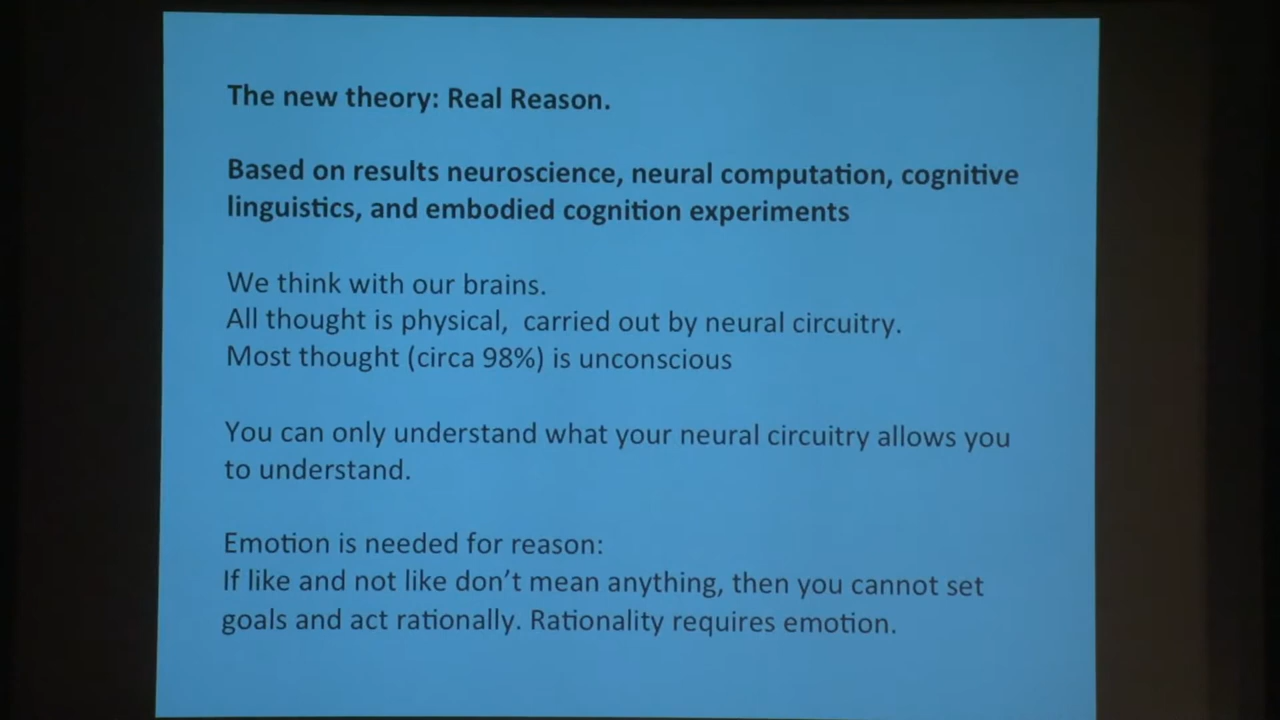 The new theory: Real Reason.
Based on results neuroscience, neural computation, cognitive
linguistics, and embodied cognition experiments
We think with our brains.
All thought is physical,  carried out by neural circuitry.
Most thought (circa 98%) is unconscious
You can only understand what your neural circuitry allows you
to understand.
Emotion is needed for reason:
If like and not like don’t mean anything, then you cannot set
goals and act rationally. Rationality requires emotion.